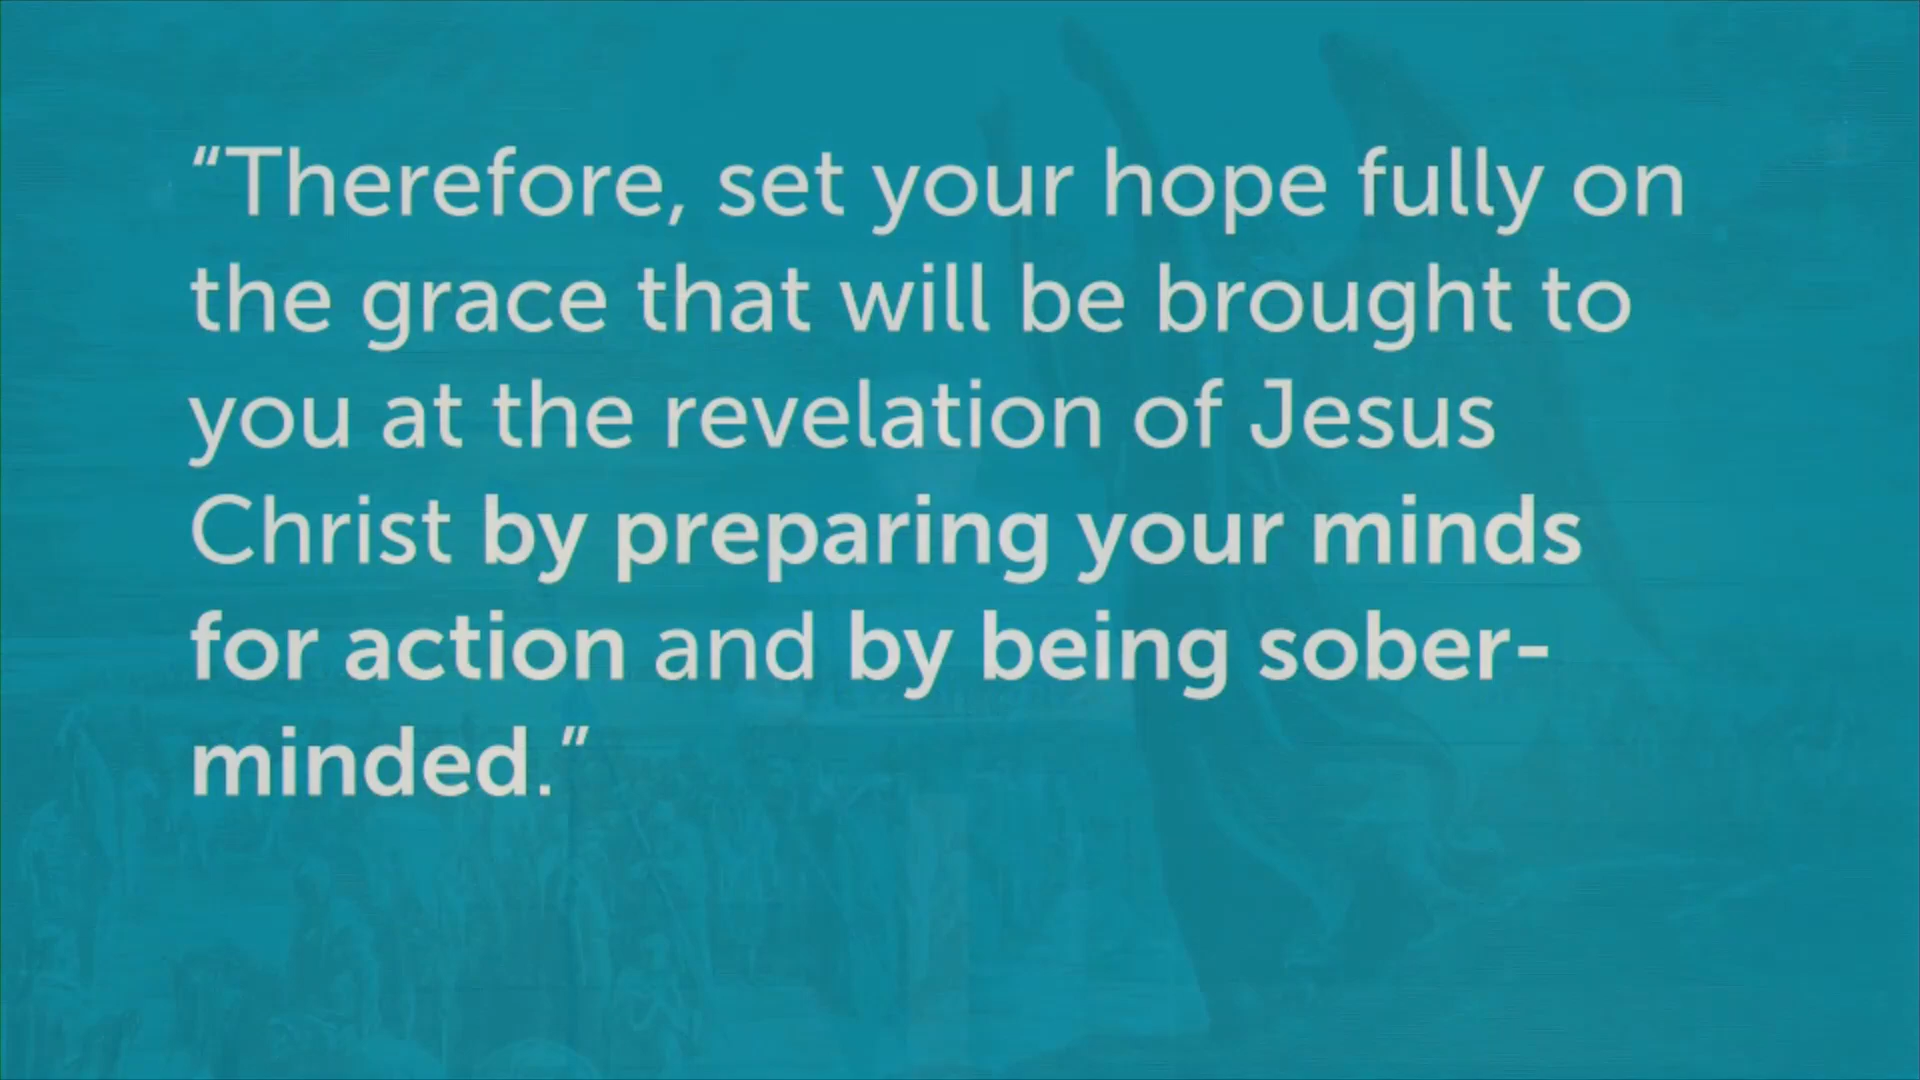 “Therefore, set your hope fully on
the grace that will be brought to
you at the revelation of Jesus
Christ by preparing your minds
for action and by being sober-
minded.”